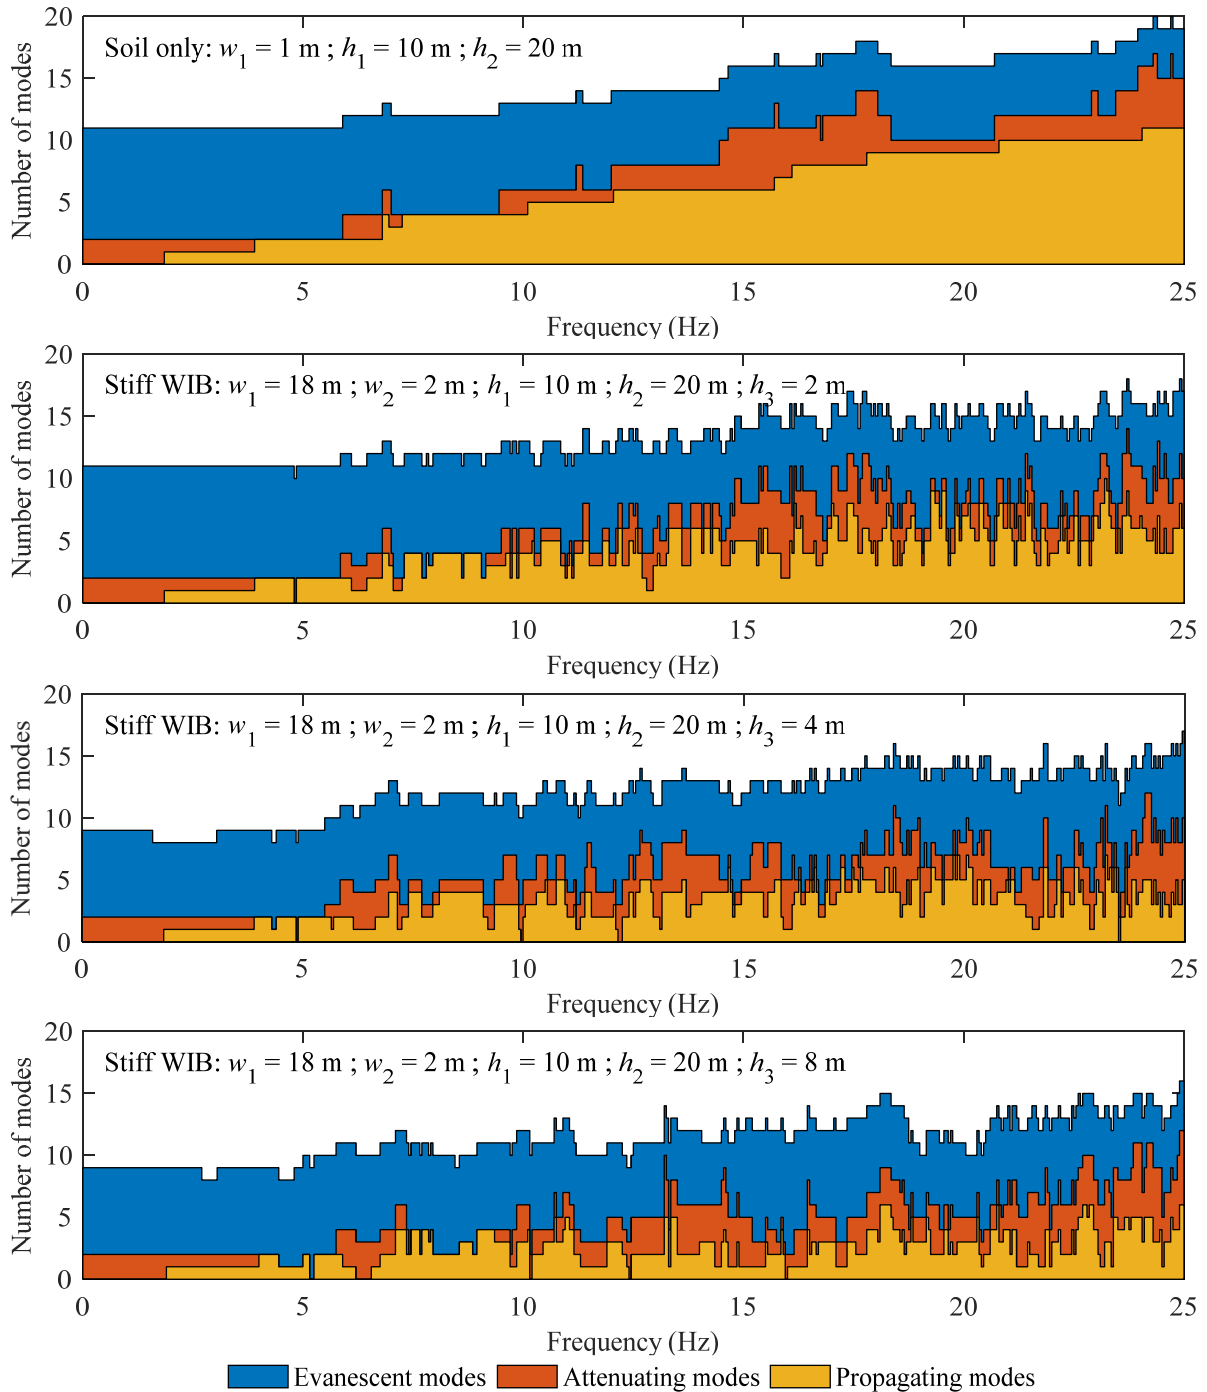 20
15
10
5
0
Number of modes
Soil only: w1 = 1 m ; h1 = 10 m ; h2 = 20 m
0 5 10 15 20 25
Frequency (Hz)
20
15
10
5
0
Number of modes
Stiff WIB: w1 = 18 m ; w2 = 2 m ; h1 = 10 m ; h2 = 20 m ; h3 = 2 m
0 5 10 15 20 25
Frequency (Hz)
20
15
10
5
0
Number of modes
Stiff WIB: w1 = 18 m ; w2 = 2 m ; h1 = 10 m ; h2 = 20 m ; h3 = 4 m
0 5 10 15 20 25
Frequency (Hz)
20
15
10
5
0
Number of modes
Stiff WIB: w1 = 18 m ; w2 = 2 m ; h1 = 10 m ; h2 = 20 m ; h3 = 8 m
0 5 10 15 20 25
Frequency (Hz)
Evanescent modes Attenuating modes Propagating modes